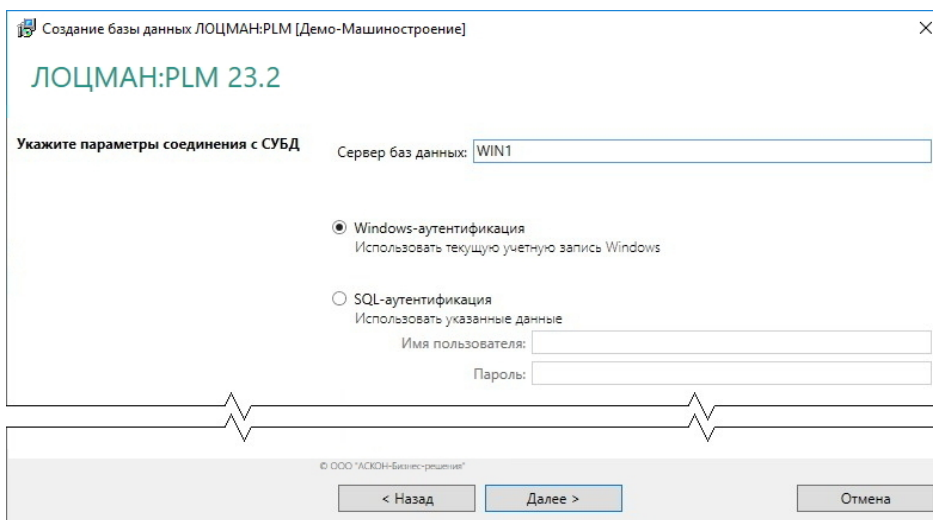 Создание базы данных ЛОЦМАН:PLM [Демо-Машиностроение]
ЛОЦМАН:PLM 23.2
Укажите параметры соединения с СУБД
Сервер баз данных: WIN1
Windows-аутентификация
Использовать текущую учетную запись Windows
SQL-аутентификация
Использовать указанные данные
Имя пользователя:
Пароль:
© ООО "АСКОН-Бизнес-решения"
< Назад Далее > Отмена